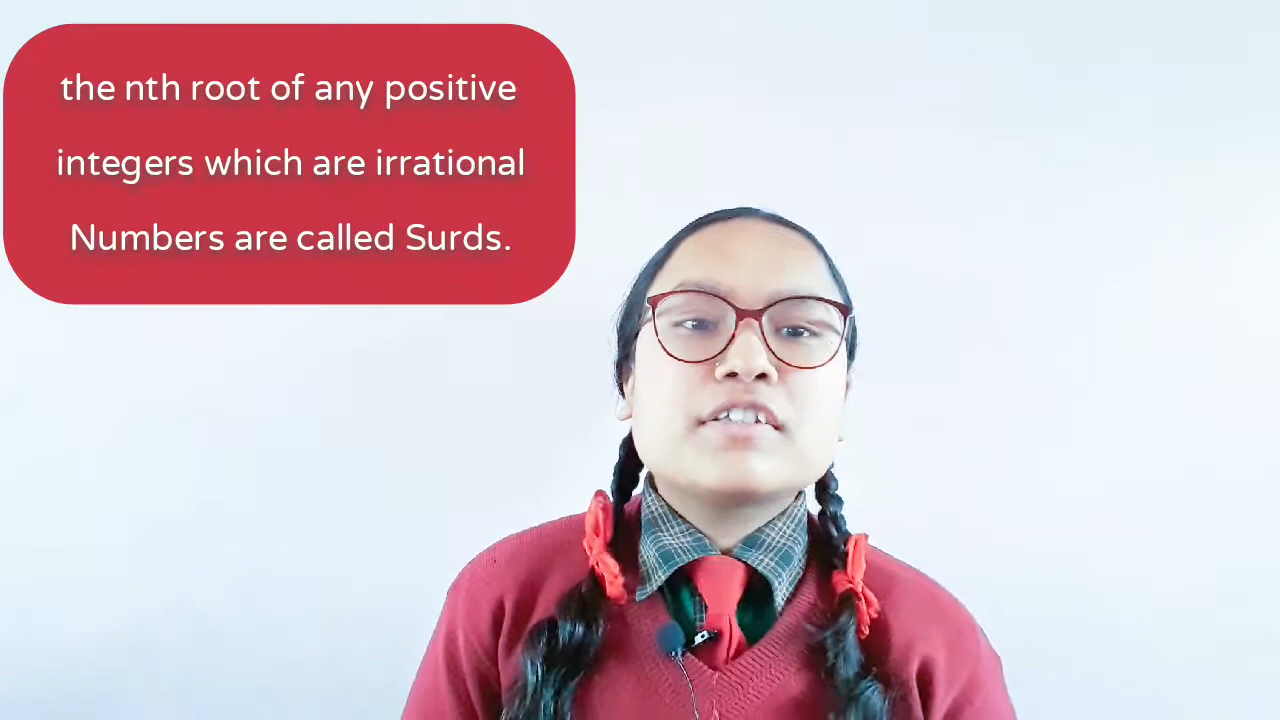 the nth root of any positive
integers which are irrational
Numbers are called Surds.